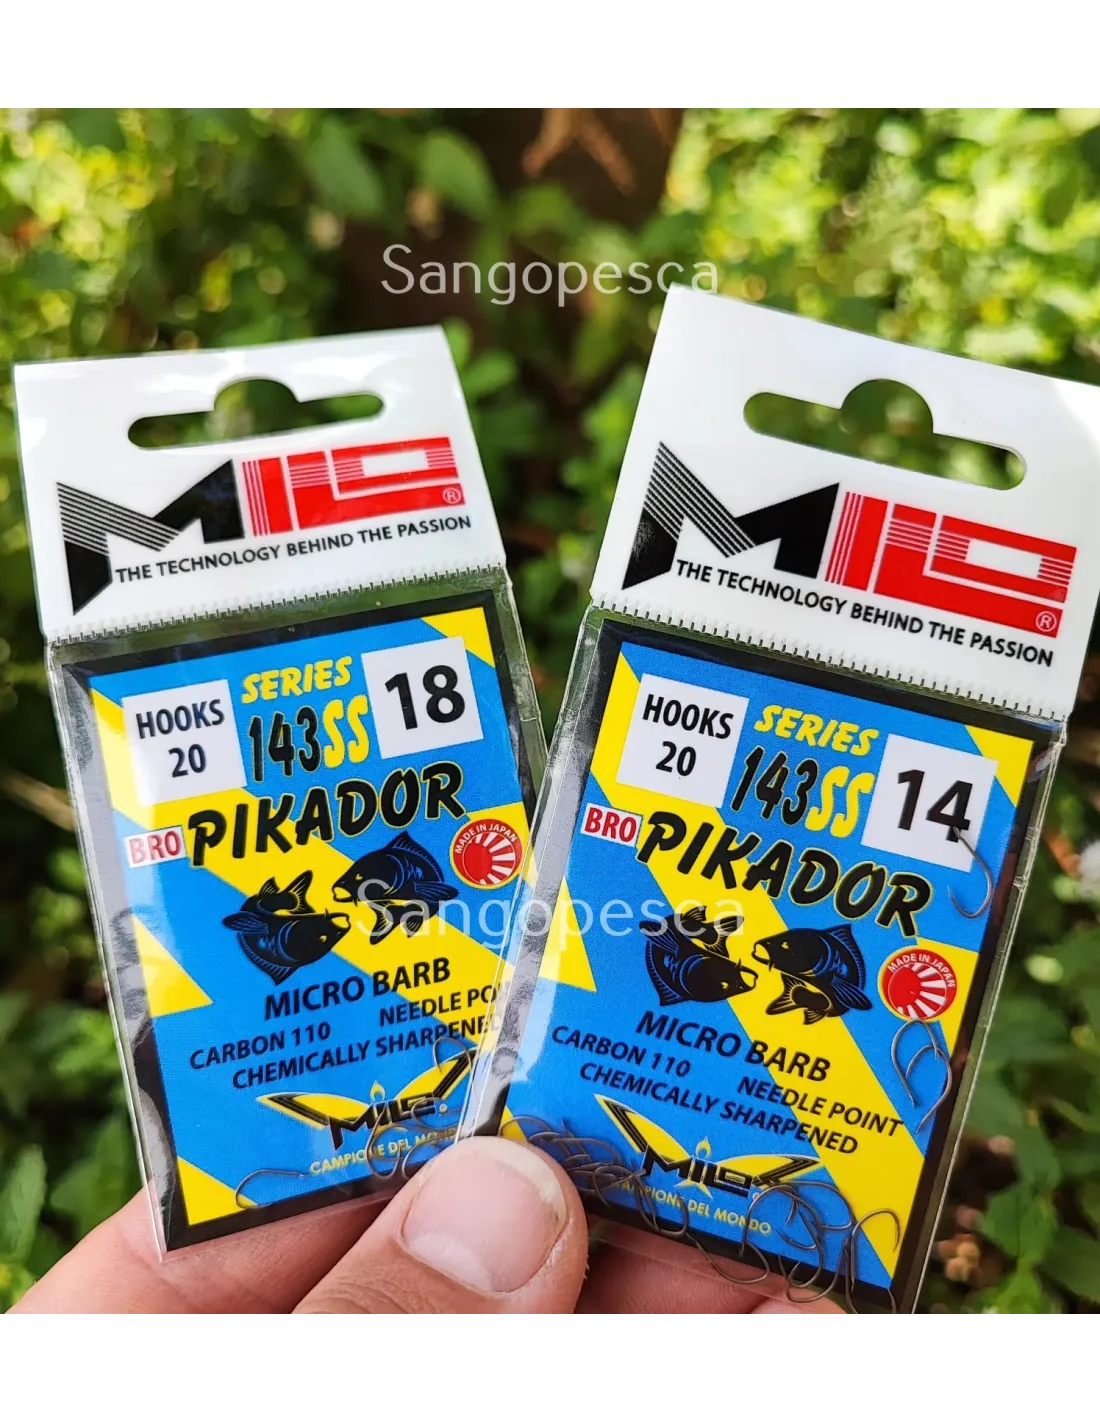 Sangopesca
MILO®
THE TECHNOLOGY BEHIND THE PASSION
HOOKS
20
SERIES
143SS
18
BRO PIKADOR
MADE IN JAPAN
MICRO BARB
CARBON 110
NEEDLE
CHEMICALLY SHARPENED
MILO
CAMPIONE DEL
MILO®
THE TECHNOLOGY BEHIND THE PASSION
HOOKS
20
SERIES
143SS
14
BRO PIKADOR
MADE IN JAPAN
Sangopesca
MICRO BARB
CARBON 110
NEEDLE POINT
CHEMICALLY SHARPENED
MILO
CAMPIONE DEL MONDO